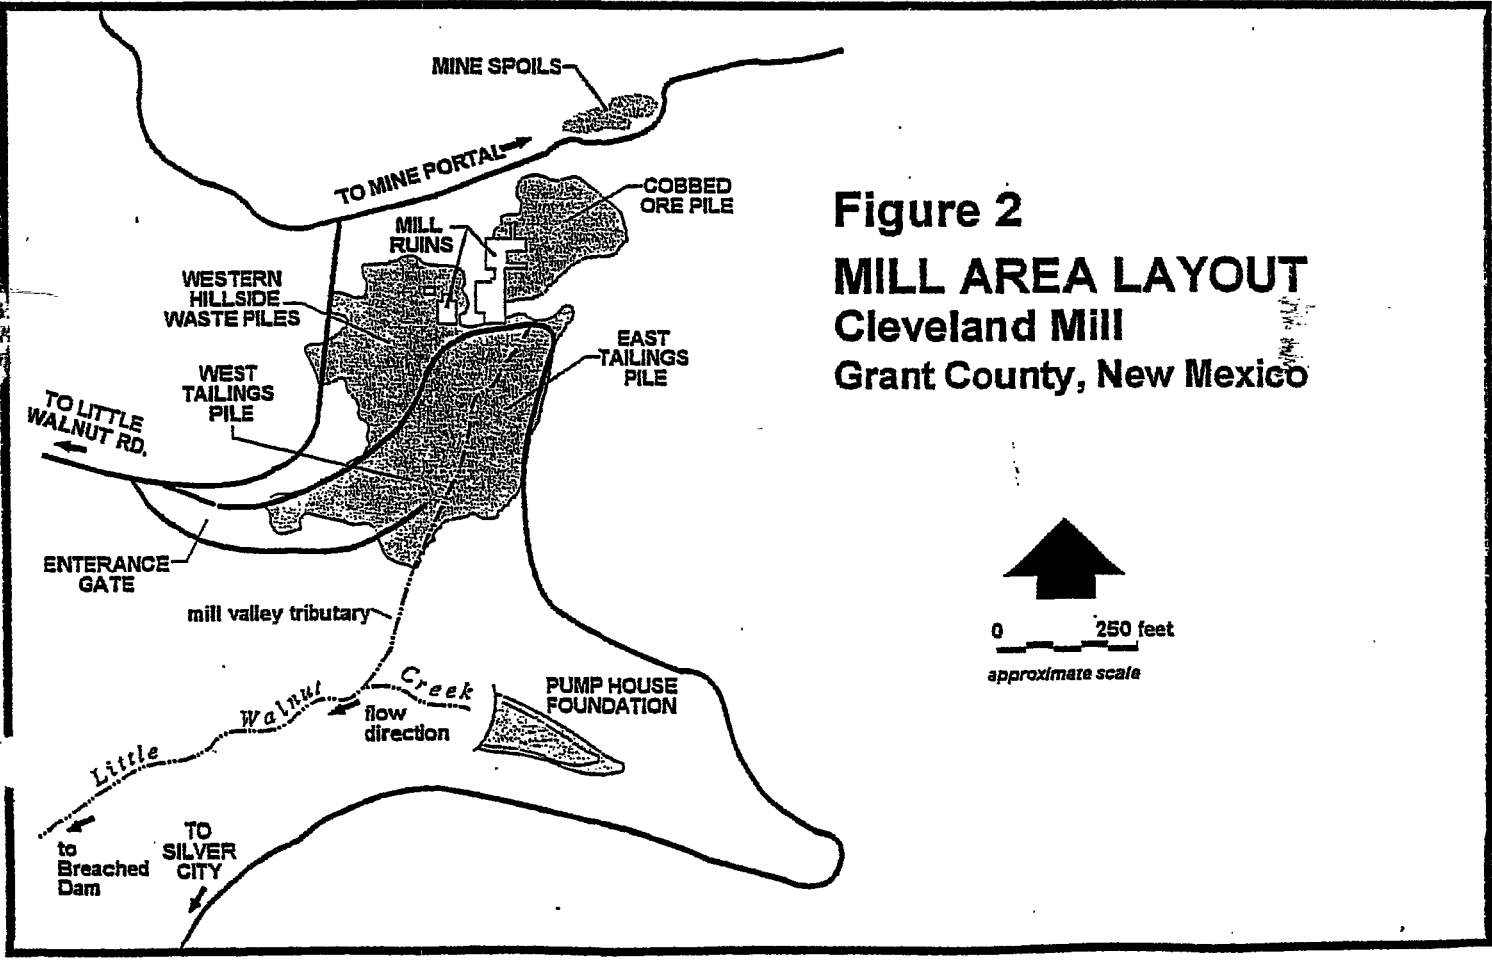 MINE SPOILS
TO MINE PORTAL
COBBED
ORE PILE
MILL
RUINS
WESTERN
HILLSIDE
WASTE PILES
EAST
TAILINGS
PILE
WEST
TAILINGS
PILE
TO LITTLE
WALNUT RD.
ENTERANCE
GATE
mill valley tributary
Little Walnut Creek
flow
direction
PUMP HOUSE
FOUNDATION
to
Breached
Dam
TO
SILVER
CITY
Figure 2
MILL AREA LAYOUT
Cleveland Mill
Grant County, New Mexico
0 250 feet
approximate scale